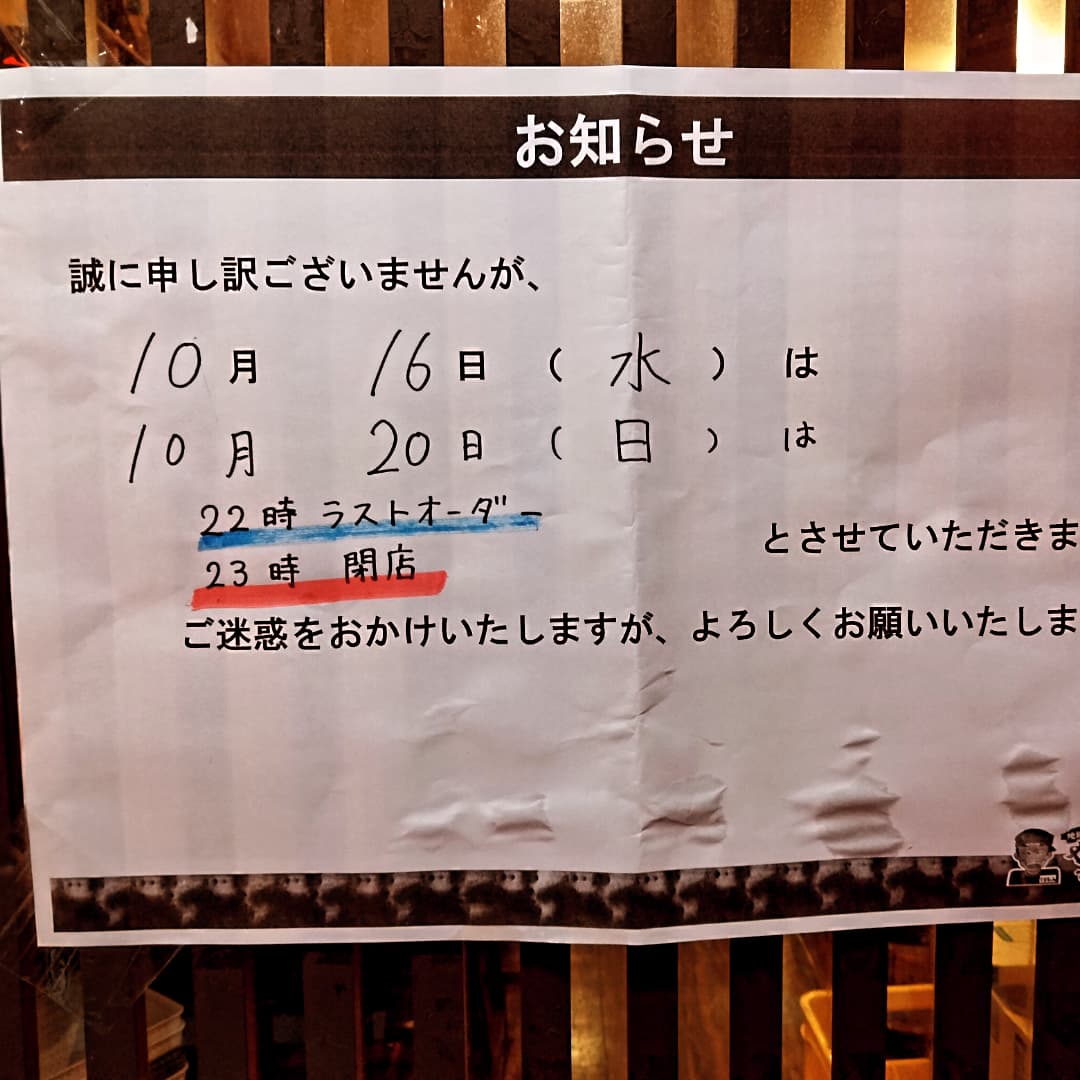 お知らせ
誠に申し訳ございませんが、
10月 16日 ( 水 ) は
10月 20日 ( 日 ) は
22時 ラストオーダー
23時 閉店
とさせていただきま
ご迷惑をおかけいたしますが、よろしくお願いいたしま